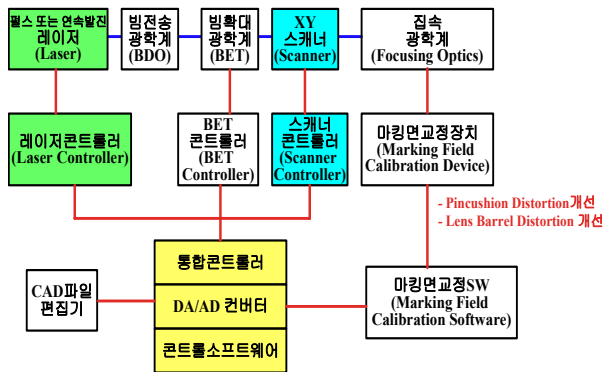 펄스 또는 연속발진
레이저
(Laser)
빔전송
광학계
(BDO)
빔확대
광학계
(BET)
XY
스캐너
(Scanner)
집속
광학계
(Focusing Optics)
레이저콘트롤러
(Laser Controller)
BET
콘트롤러
(BET
Controller)
스캐너
콘트롤러
(Scanner
Controller)
마킹면교정장치
(Marking Field
Calibration Device)
- Pincushion Distortion개선
- Lens Barrel Distortion 개선
통합콘트롤러
CAD파일
편집기
DA/AD 컨버터
마킹면교정SW
(Marking Field
Calibration Software)
콘트롤소프트웨어